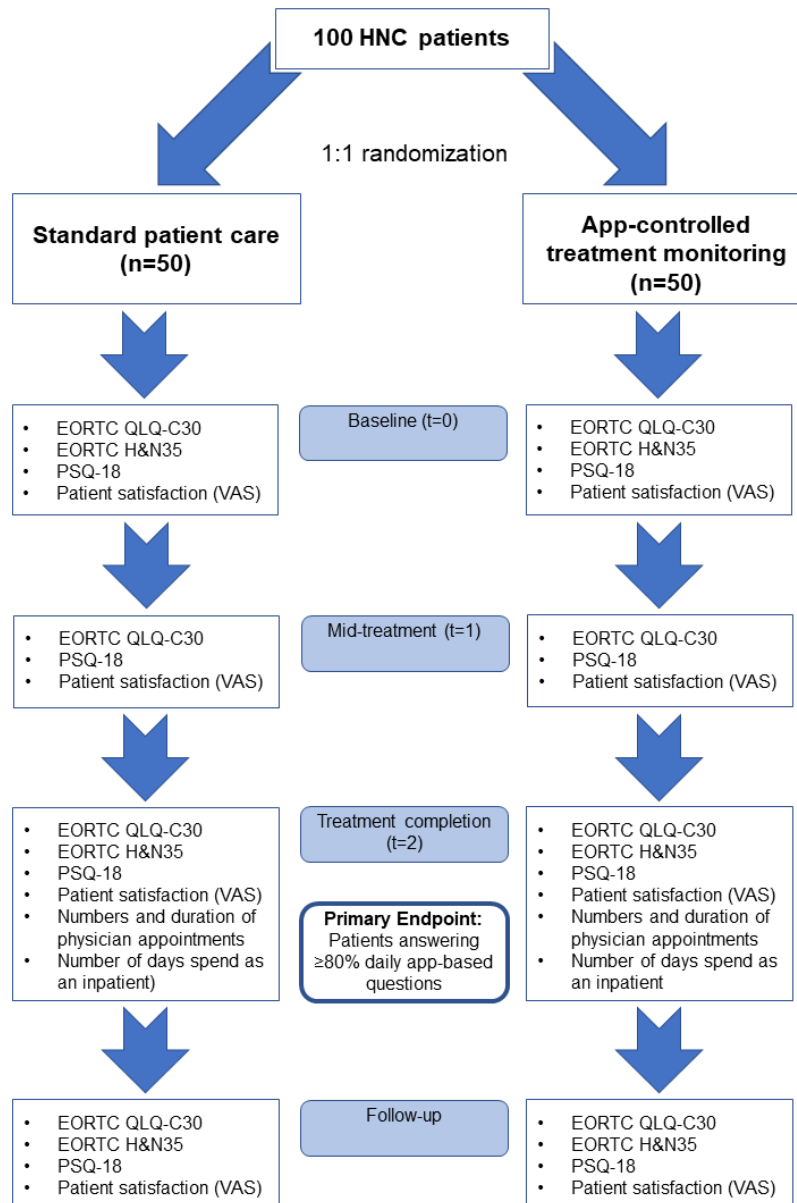 100 HNC patients
1:1 randomization
Standard patient care
(n=50)
App-controlled
treatment monitoring
(n=50)
• EORTC QLQ-C30
• EORTC H&N35
• PSQ-18
• Patient satisfaction (VAS)
Baseline (t=0)
• EORTC QLQ-C30
• EORTC H&N35
• PSQ-18
• Patient satisfaction (VAS)
• EORTC QLQ-C30
• PSQ-18
• Patient satisfaction (VAS)
Mid-treatment (t=1)
• EORTC QLQ-C30
• PSQ-18
• Patient satisfaction (VAS)
• EORTC QLQ-C30
• EORTC H&N35
• PSQ-18
• Patient satisfaction (VAS)
• Numbers and duration of
physician appointments
• Number of days spend as
an inpatient)
Treatment completion
(t=2)
Primary Endpoint:
Patients answering
≥80% daily app-based
questions
• EORTC QLQ-C30
• EORTC H&N35
• PSQ-18
• Patient satisfaction (VAS)
• Numbers and duration of
physician appointments
• Number of days spend as
an inpatient
• EORTC QLQ-C30
• EORTC H&N35
• PSQ-18
• Patient satisfaction (VAS)
Follow-up
• EORTC QLQ-C30
• EORTC H&N35
• PSQ-18
• Patient satisfaction (VAS)